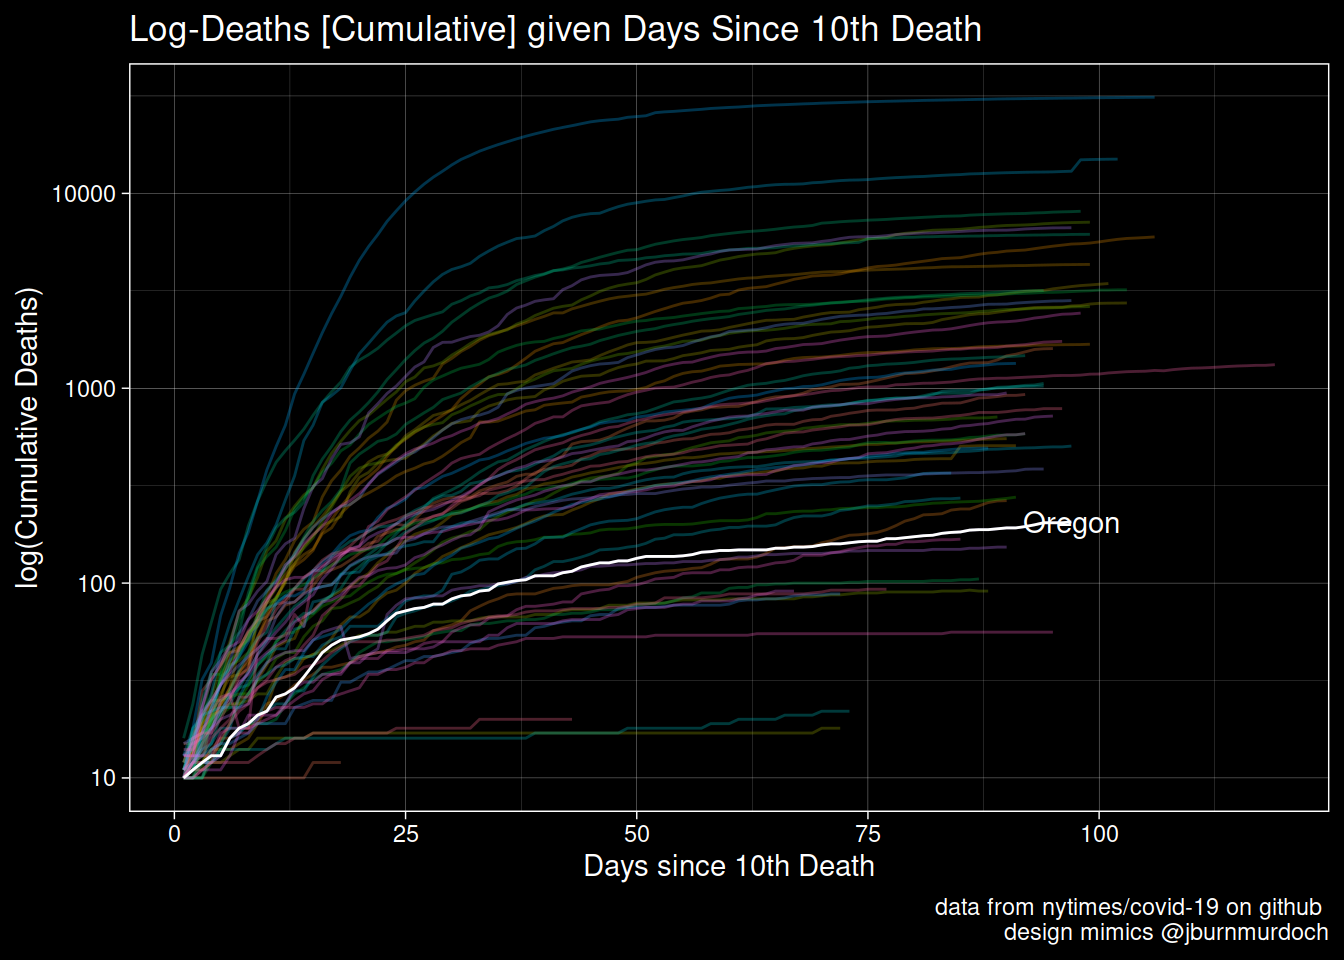 Log-Deaths [Cumulative] given Days Since 10th Death
log(Cumulative Deaths)
10000
1000
100
10
Oregon
0 25 50 75 100
Days since 10th Death
data from nytimes/covid-19 on github
design mimics @jburnmurdoch